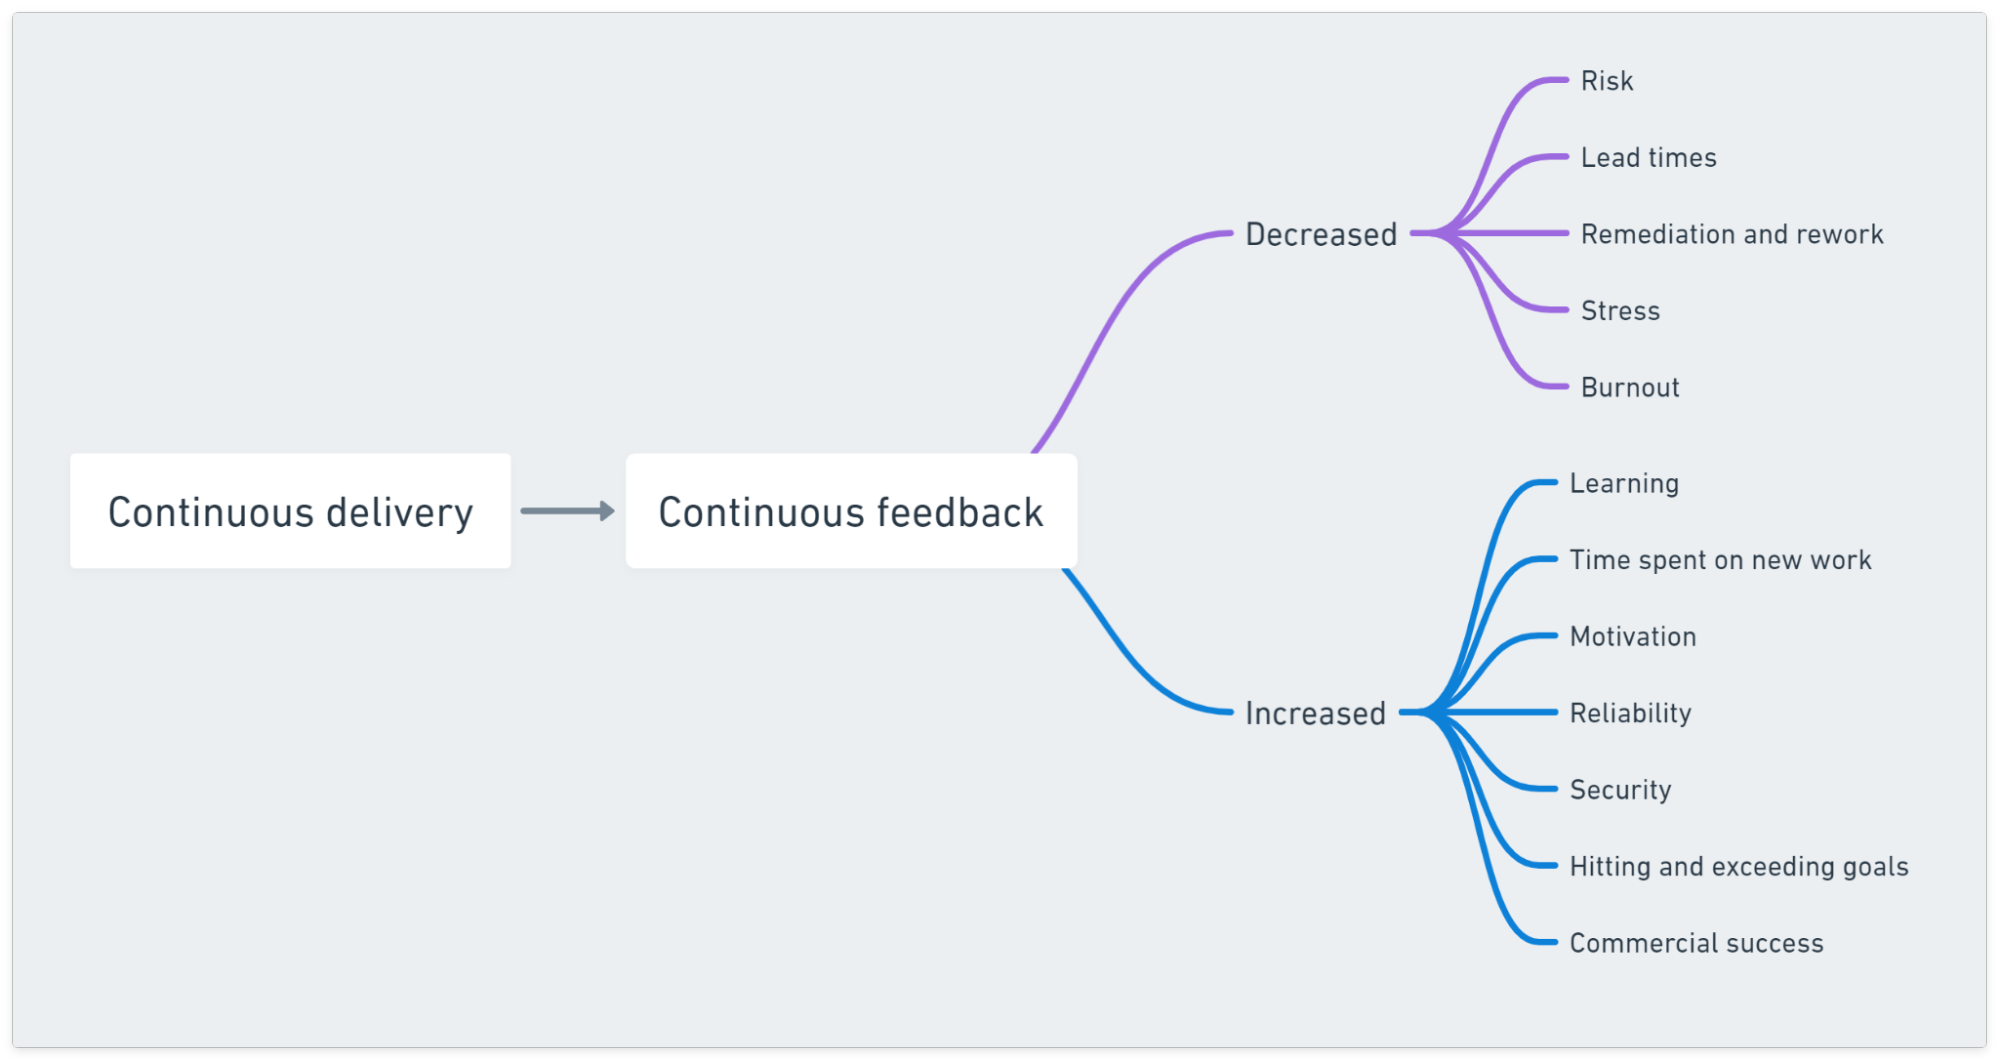 Continuous delivery
Continuous feedback
Decreased
Risk
Lead times
Remediation and rework
Stress
Burnout
Increased
Learning
Time spent on new work
Motivation
Reliability
Security
Hitting and exceeding goals
Commercial success